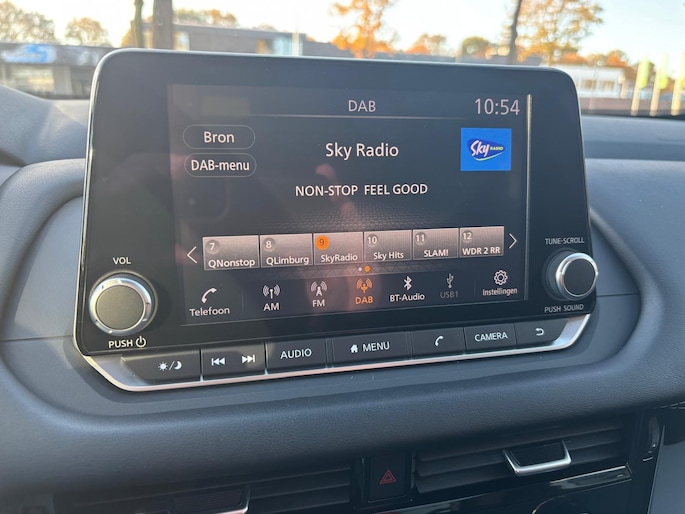 DAB
10:54
Bron
DAB-menu
Sky Radio
Sky RADIO
NON-STOP FEEL GOOD
7 8 9 10 11 12
QNonstop QLimburg SkyRadio Sky Hits SLAM! WDR 2 RR
Telefoon AM FM DAB BT-Audio USB1 Instellingen
VOL
PUSH
TUNE·SCROLL
PUSH SOUND
AUDIO MENU CAMERA